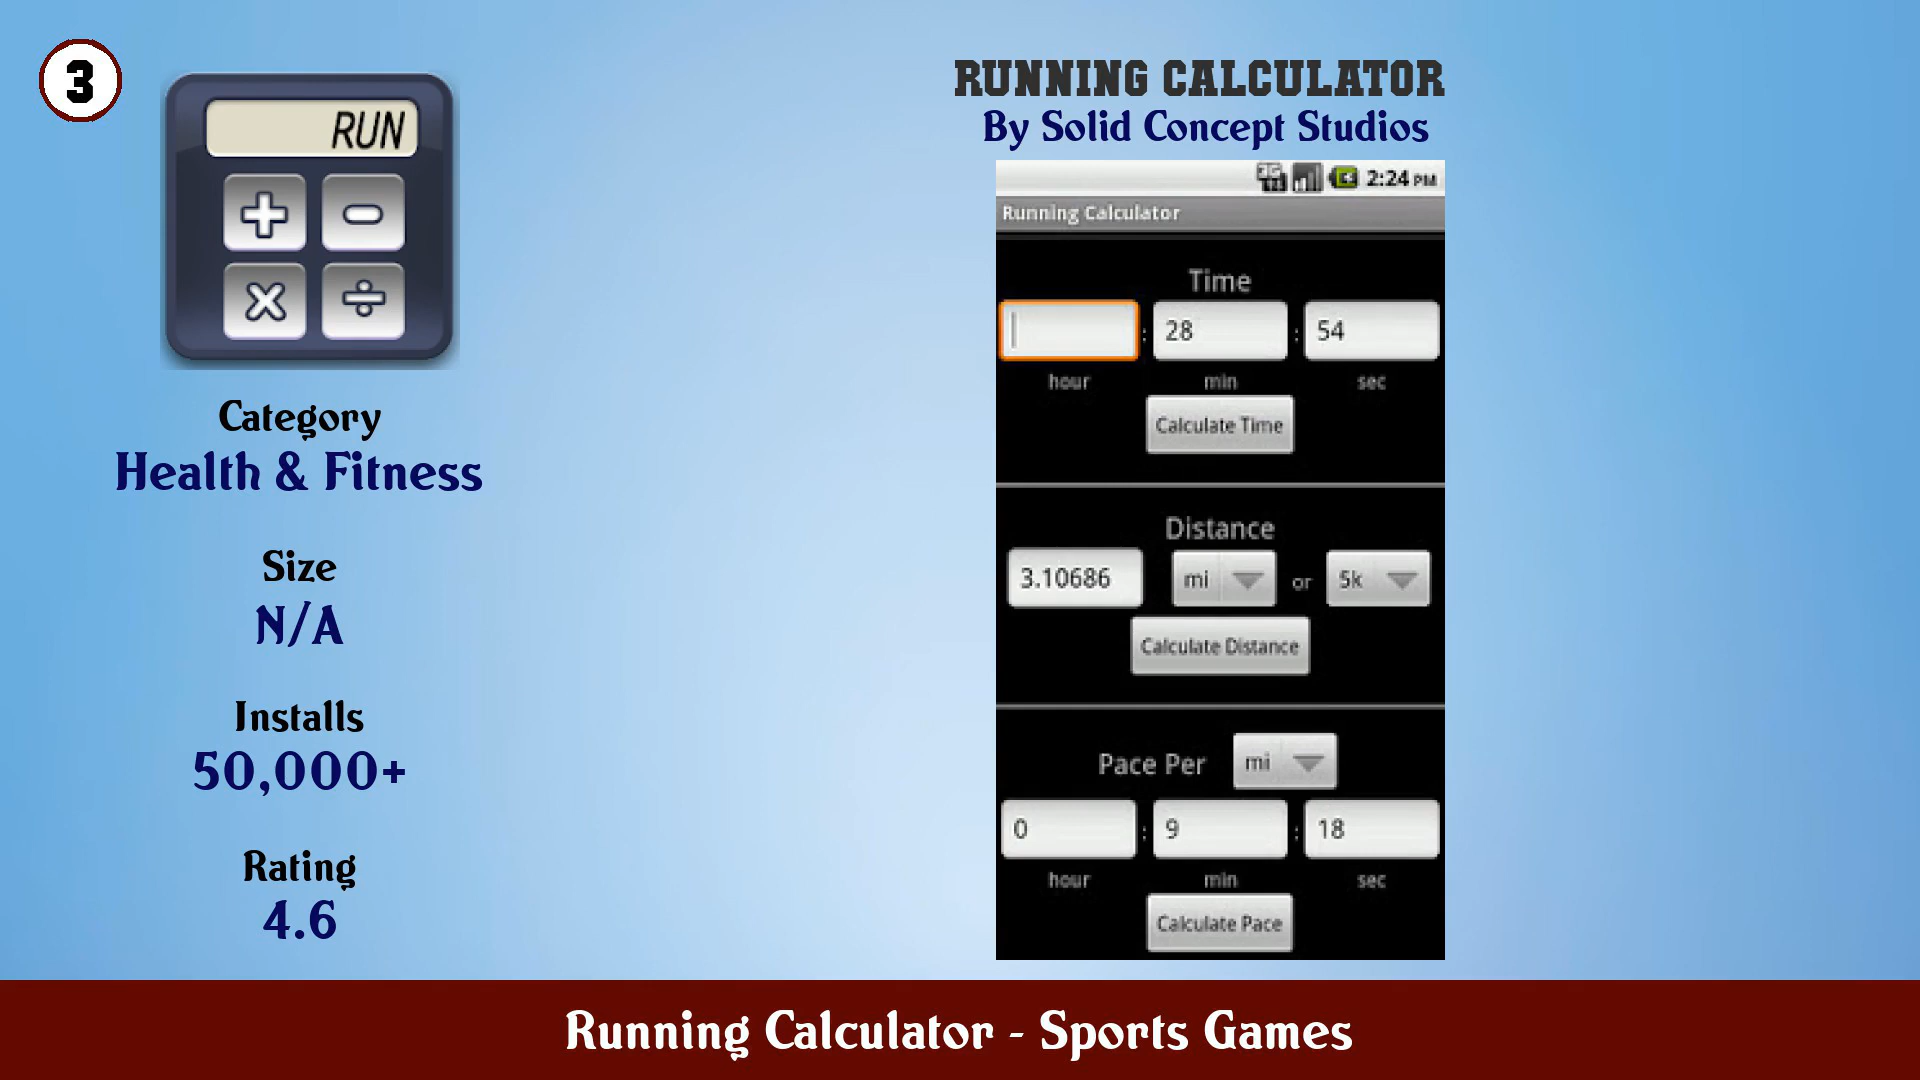 3
RUN
Category
Health & Fitness
Size
N/A
Installs
50,000+
Rating
4.6
RUNNING CALCULATOR
By Solid Concept Studios
2:24 PM
Running Calculator
Time
: 28 : 54
hour min sec
Calculate Time
Distance
3.10686 mi or 5k
Calculate Distance
Pace Per mi
0 : 9 : 18
hour min sec
Calculate Pace
Running Calculator - Sports Games